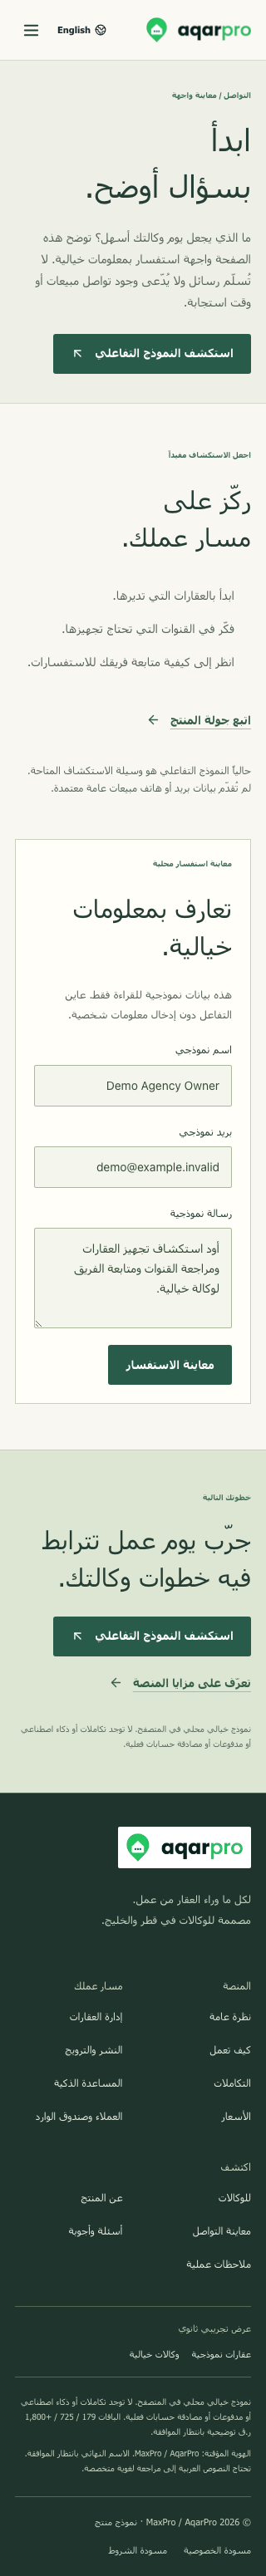 aqarpro
English
التواصل / معاينة واجهة
ابدأ
بسؤال أوضح.
ما الذي يجعل يوم وكالتك أسهل؟ توضح هذه
الصفحة واجهة استفسار بمعلومات خيالية. لا
تُسلّم رسائل ولا يُدّعى وجود تواصل مبيعات أو
وقت استجابة.
استكشف النموذج التفاعلي
اجعل الاستكشاف مفيداً
ركّز على
مسار عملك.
ابدأ بالعقارات التي تديرها.
فكّر في القنوات التي تحتاج تجهيزها.
انظر إلى كيفية متابعة فريقك للاستفسارات.
اتبع جولة المنتج
حالياً النموذج التفاعلي هو وسيلة الاستكشاف المتاحة.
لم تُقدّم بيانات بريد أو هاتف مبيعات عامة معتمدة.
معاينة استفسار محلية
تعارف بمعلومات
خيالية.
هذه بيانات نموذجية للقراءة فقط. عاين
التفاعل دون إدخال معلومات شخصية.
اسم نموذجي
Demo Agency Owner
بريد نموذجي
demo@example.invalid
رسالة نموذجية
أود استكشاف تجهيز العقارات
ومراجعة القنوات ومتابعة الفريق
لوكالة خيالية.
معاينة الاستفسار
خطوتك التالية
جرّب يوم عمل تترابط
فيه خطوات وكالتك.
استكشف النموذج التفاعلي
تعرّف على مزايا المنصة
نموذج خيالي محلي في المتصفح. لا توجد تكاملات أو ذكاء اصطناعي
أو مدفوعات أو مصادقة حسابات فعلية.
aqarpro
لكل ما وراء العقار من عمل.
مصممة للوكالات في قطر والخليج.
المنصة
نظرة عامة
كيف تعمل
التكاملات
الأسعار
مسار عملك
إدارة العقارات
النشر والترويج
المساعدة الذكية
العملاء وصندوق الوارد
اكتشف
للوكالات
عن المنتج
معاينة التواصل
أسئلة وأجوبة
ملاحظات عملية
عرض تجريبي ثانوي
عقارات نموذجية
وكالات خيالية
نموذج خيالي محلي في المتصفح. لا توجد تكاملات أو ذكاء اصطناعي
أو مدفوعات أو مصادقة حسابات فعلية. الباقات 179 / 725 / +1,800
ر.ق توضيحية بانتظار الموافقة.
الهوية المؤقتة: MaxPro / AqarPro. الاسم النهائي بانتظار الموافقة.
تحتاج النصوص العربية إلى مراجعة لغوية متخصصة.
© 2026 MaxPro / AqarPro · نموذج منتج
مسودة الخصوصية
مسودة الشروط